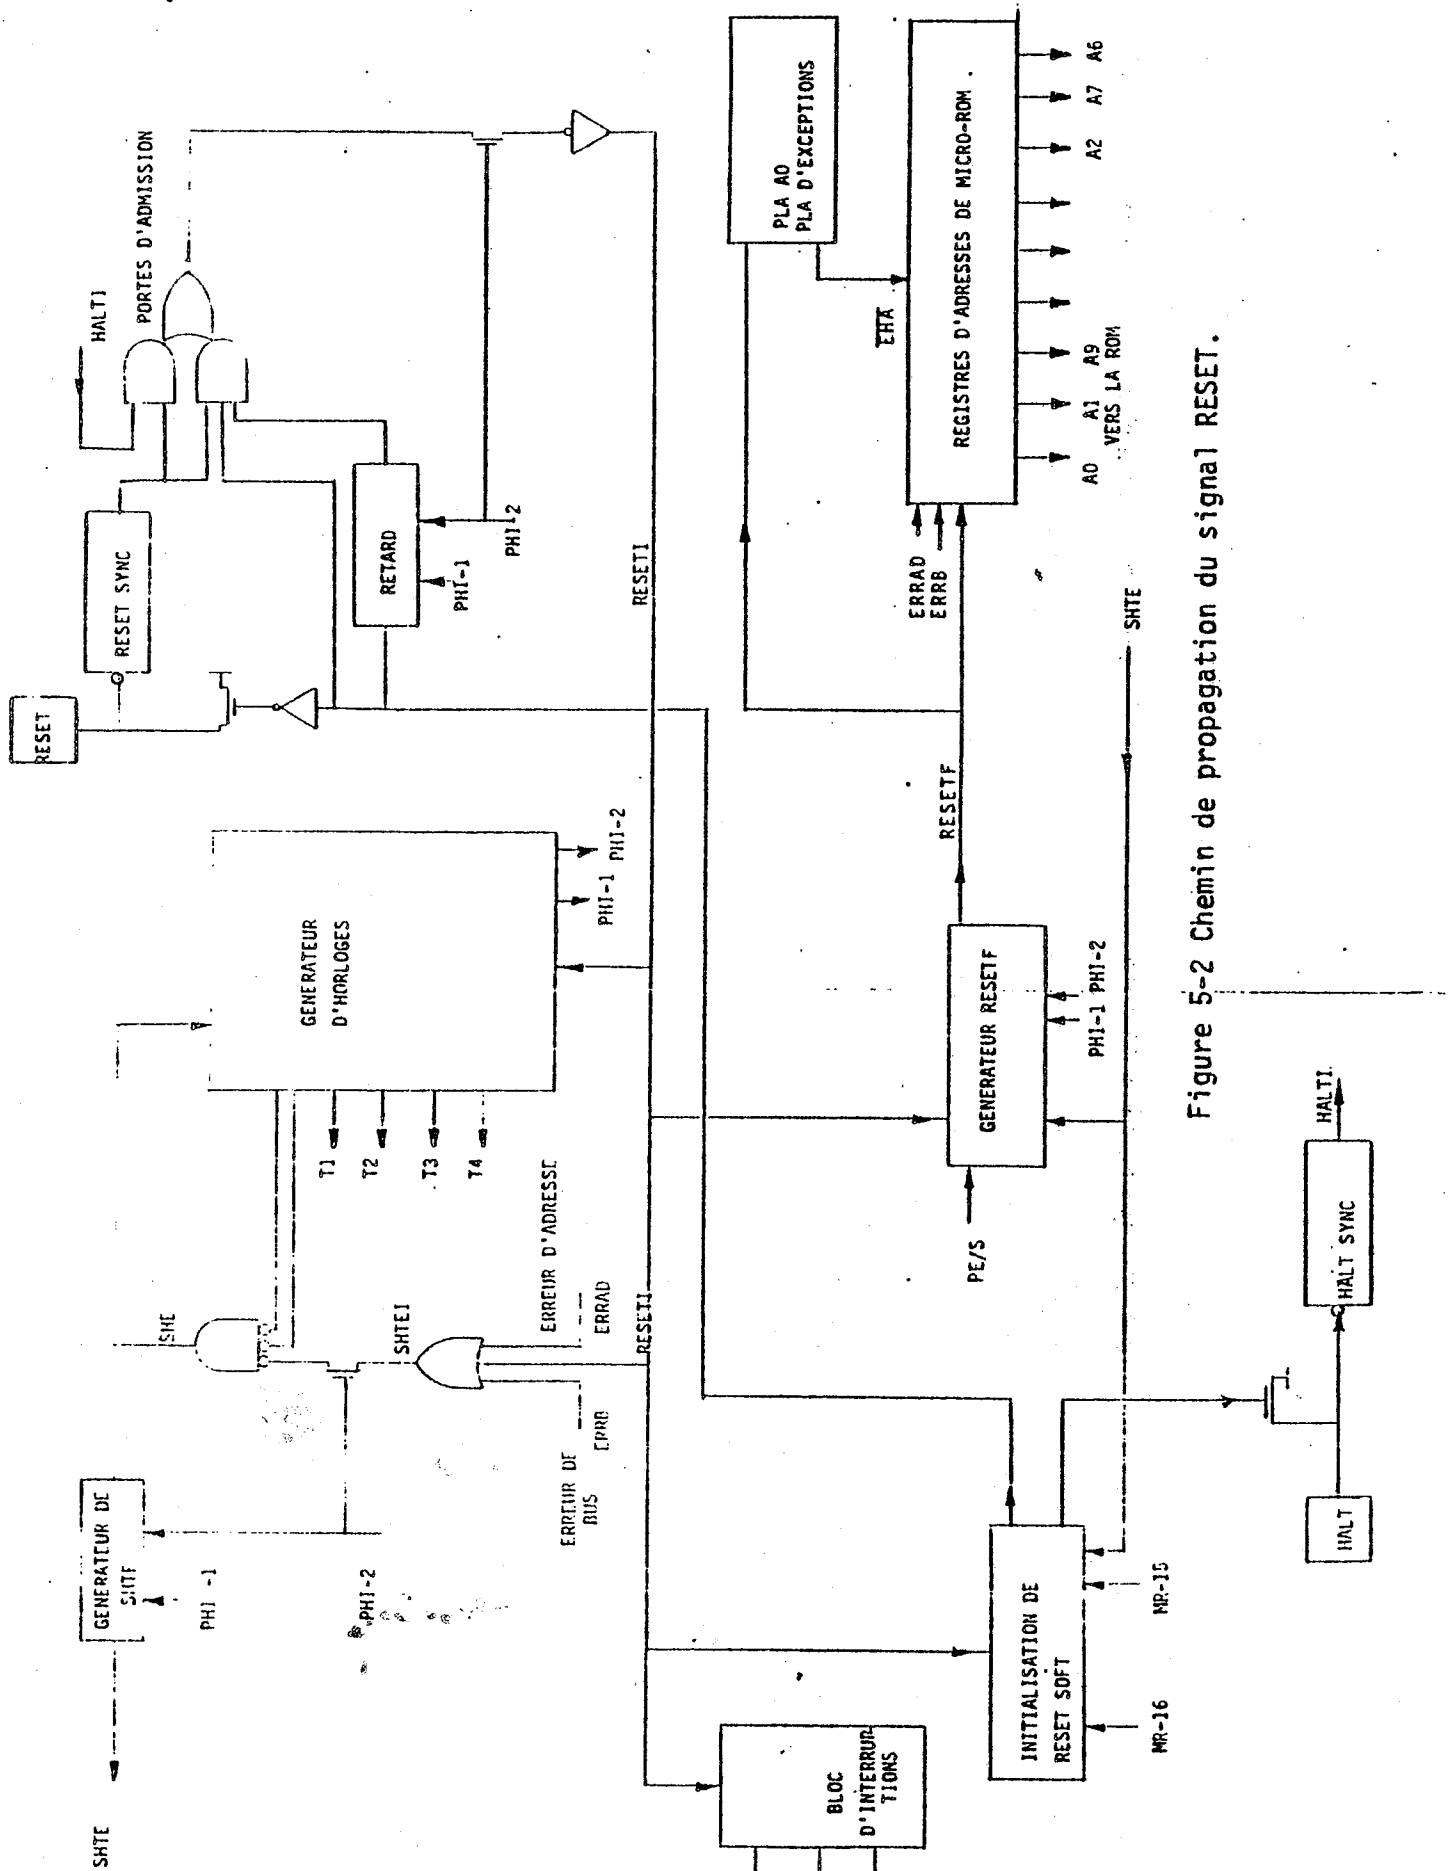 RESET
RESET SYNC
HALTI
PORTES D'ADMISSION
RETARD
PHI-1
PHI-2
RESETI
GENERATEUR
D'HORLOGES
PHI-1
PHI-2
T1
T2
T3
T4
SHE
SHTEI
ERREUR D'ADRESSE
ERRAD
RESETI
ERREUR DE
BUS
ERRB
GENERATEUR DE
SHTE
PHI -1
PHI-2
SHTE
PLA AO
PLA D'EXCEPTIONS
EHA
REGISTRES D'ADRESSES DE MICRO-ROM.
ERRAD
ERRB
A0
A1
A9
A2
A7
A6
VERS LA ROM
RESETF
SHTE
GENERATEUR RESETF
PE/S
PHI-1
PHI-2
BLOC
D'INTERRUP
TIONS
INITIALISATION DE
RESET SOFT
MR-16
MR-15
HALT
HALT SYNC
HALTI
Figure 5-2 Chemin de propagation du signal RESET.